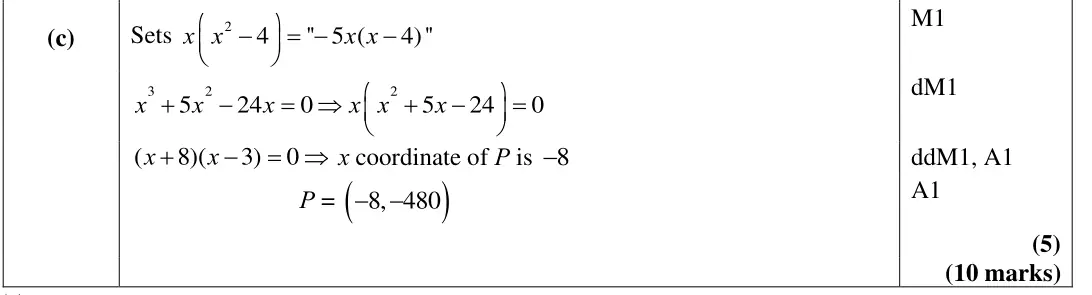 (c) Sets x(x² − 4) = "− 5x(x − 4)" M1
x³ + 5x² − 24x = 0 ⇒ x(x² + 5x − 24) = 0 dM1
(x + 8)(x − 3) = 0 ⇒ x coordinate of P is −8 ddM1, A1
P = (−8, −480) A1
(5)
(10 marks)